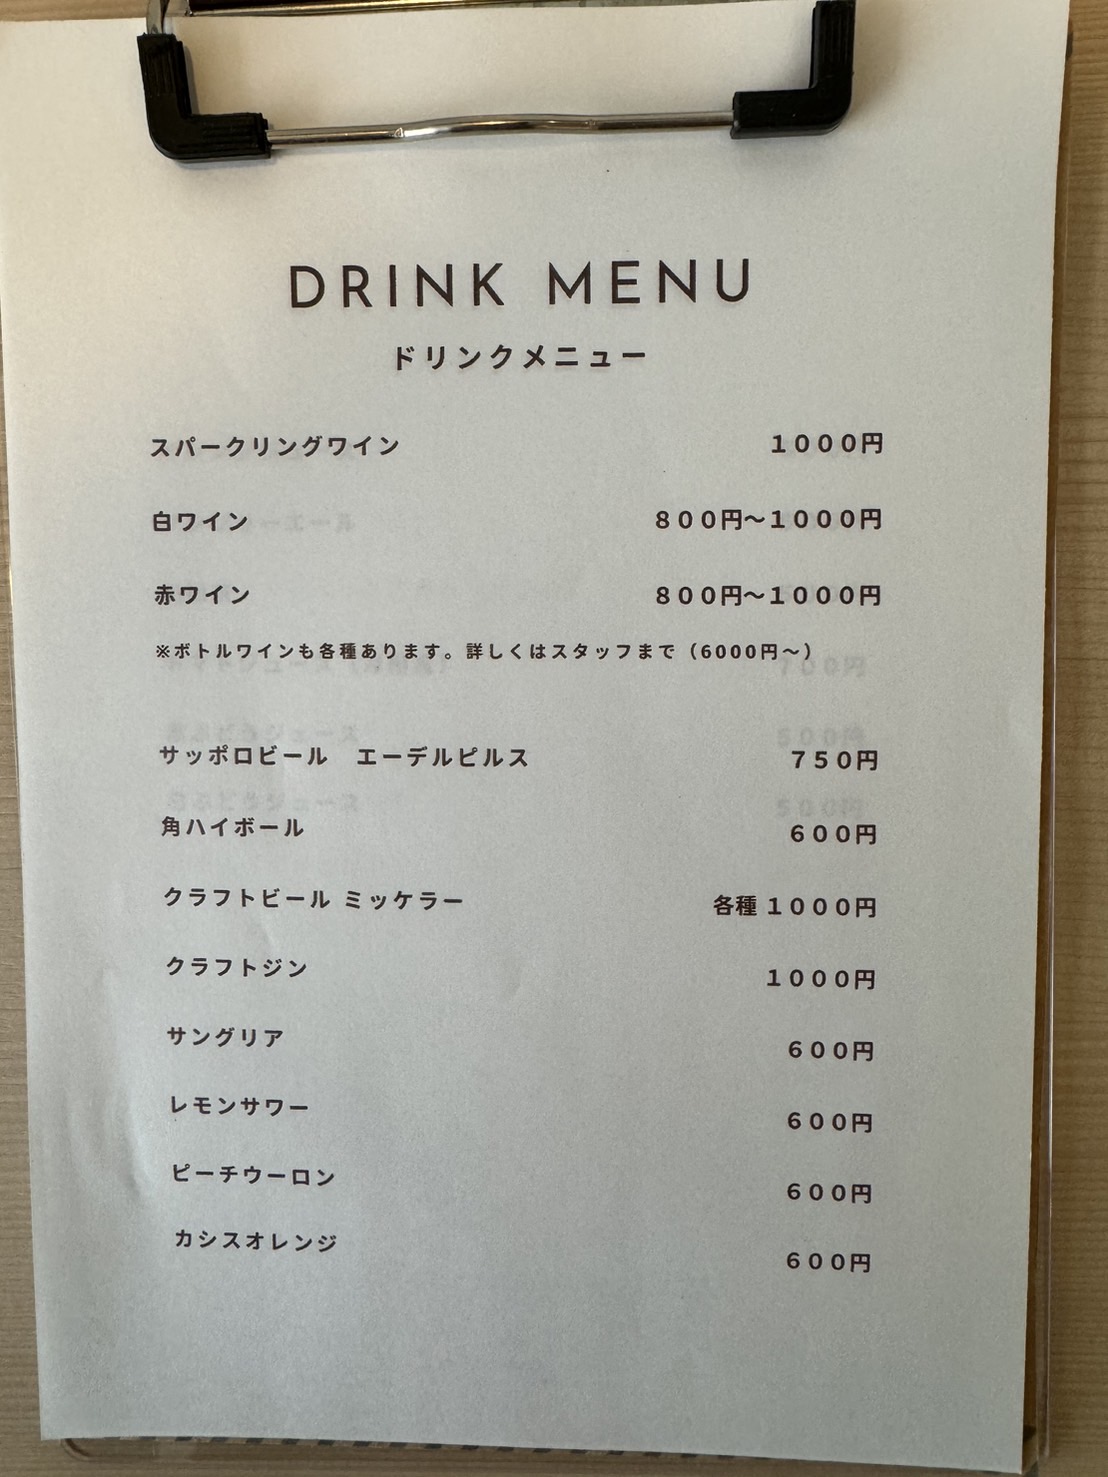 DRINK MENU
ドリンクメニュー
スパークリングワイン 1000円
白ワイン 800円〜1000円
赤ワイン 800円〜1000円
※ボトルワインも各種あります。詳しくはスタッフまで（6000円〜）
サッポロビール　エーデルピルス 750円
角ハイボール 600円
クラフトビール ミッケラー 各種 1000円
クラフトジン 1000円
サングリア 600円
レモンサワー 600円
ピーチウーロン 600円
カシスオレンジ 600円